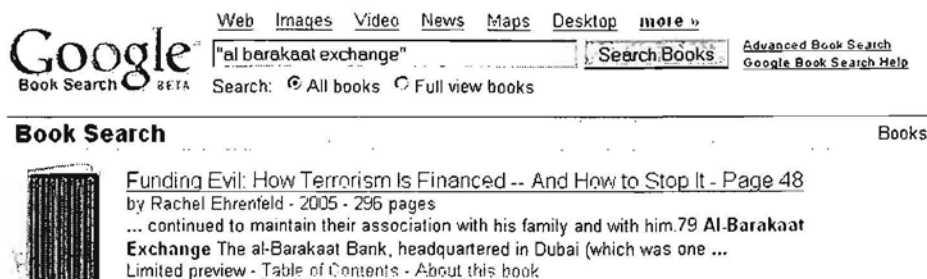 Web Images Video News Maps Desktop more »
Google
Book Search BETA
"al barakaat exchange"
Search Books
Advanced Book Search
Google Book Search Help
Search: All books Full view books
Book Search
Books
Funding Evil: How Terrorism Is Financed -- And How to Stop It - Page 48
by Rachel Ehrenfeld - 2005 - 296 pages
... continued to maintain their association with his family and with him.79 Al-Barakaat
Exchange The al-Barakaat Bank, headquartered in Dubai (which was one ...
Limited preview - Table of Contents - About this book